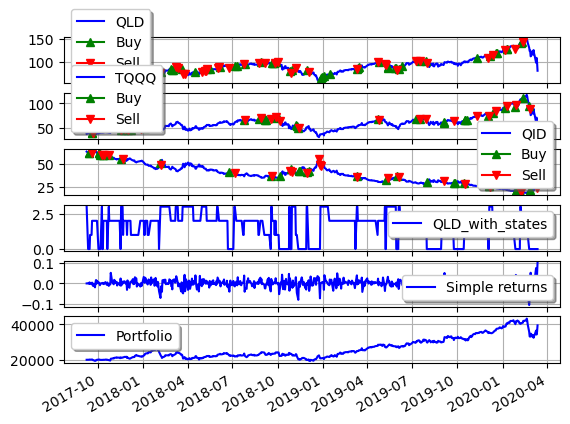 QLD
Buy
Sell
150
100
TQQQ
Buy
Sell
100
50
QID
Buy
Sell
50
25
QLD_with_states
2.5
0.0
Simple returns
0.1
0.0
−0.1
Portfolio
40000
20000
2017-10
2018-01
2018-04
2018-07
2018-10
2019-01
2019-04
2019-07
2019-10
2020-01
2020-04